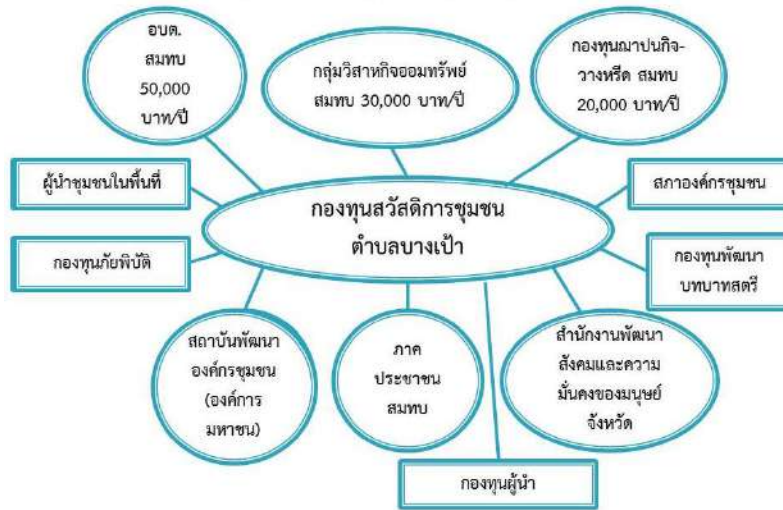 อบต.
สมทบ
50,000
บาท/ปี
กลุ่มวิสาหกิจออมทรัพย์
สมทบ 30,000 บาท/ปี
กองทุนฌาปนกิจ-
วางหรีด สมทบ
20,000 บาท/ปี
ผู้นำชุมชนในพื้นที่
กองทุนสวัสดิการชุมชน
ตำบลบางเป้า
สภาองค์กรชุมชน
กองทุนภัยพิบัติ
กองทุนพัฒนา
บทบาทสตรี
สถาบันพัฒนา
องค์กรชุมชน
(องค์การ
มหาชน)
ภาค
ประชาชน
สมทบ
สำนักงานพัฒนา
สังคมและความ
มั่นคงของมนุษย์
จังหวัด
กองทุนผู้นำ